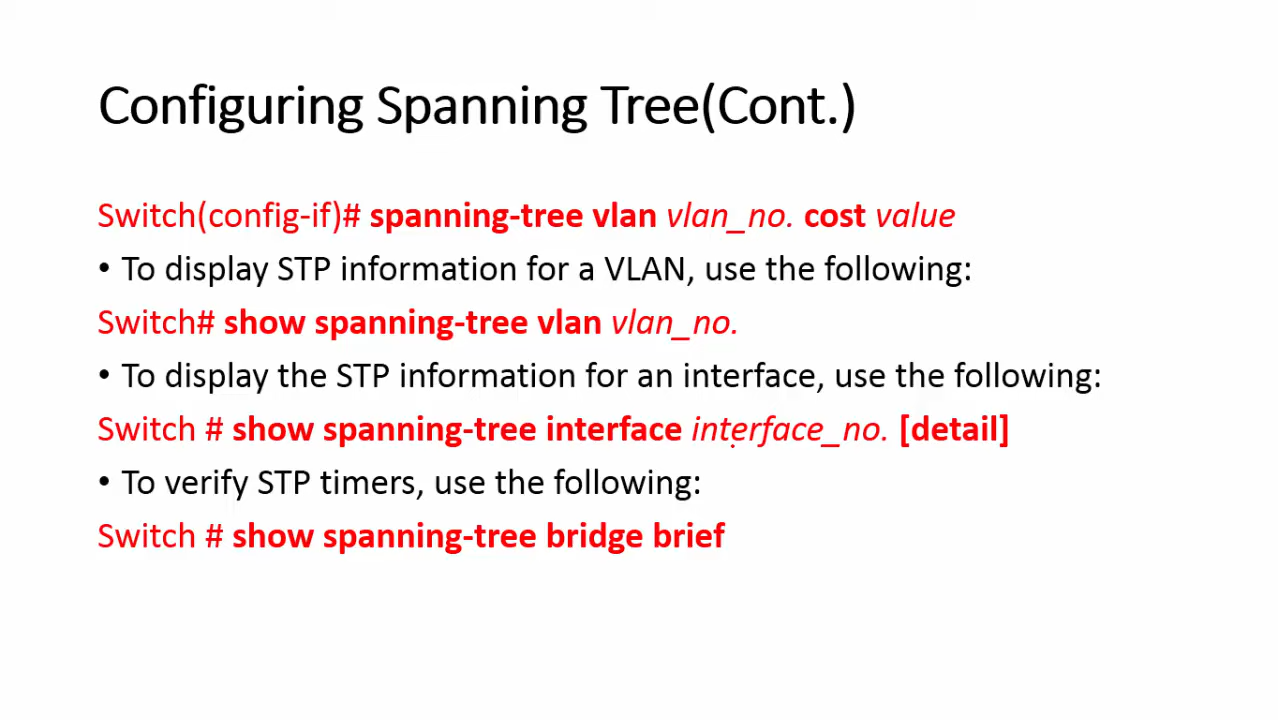 Configuring Spanning Tree(Cont.)
Switch(config-if)# spanning-tree vlan vlan_no. cost value
• To display STP information for a VLAN, use the following:
Switch# show spanning-tree vlan vlan_no.
• To display the STP information for an interface, use the following:
Switch # show spanning-tree interface interface_no. [detail]
• To verify STP timers, use the following:
Switch # show spanning-tree bridge brief